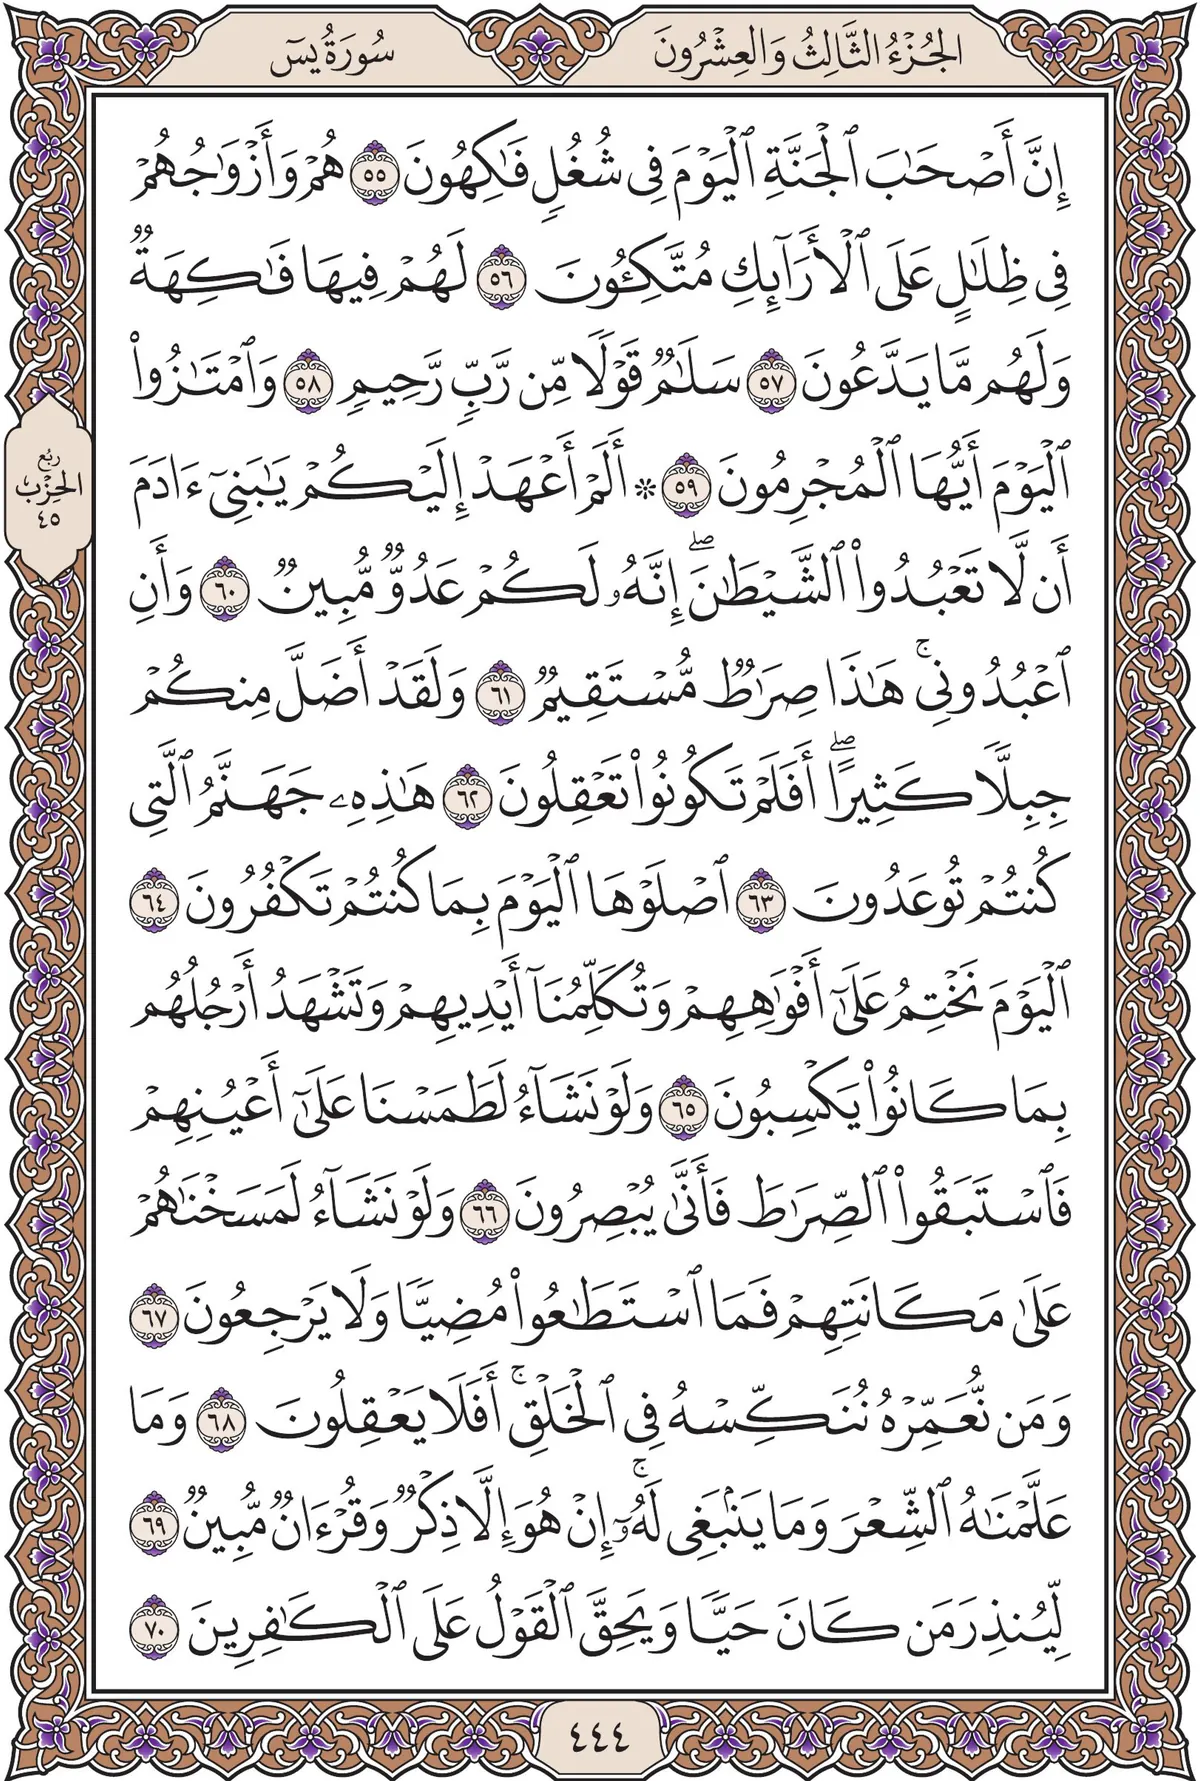 الجُزْءُ الثَّالِثُ وَالعِشْرُونَ
سُورَةُ يسٓ
إِنَّ أَصْحَٰبَ ٱلْجَنَّةِ ٱلْيَوْمَ فِى شُغُلٍ فَٰكِهُونَ ٥٥ هُمْ وَأَزْوَٰجُهُمْ
فِى ظِلَٰلٍ عَلَى ٱلْأَرَآئِكِ مُتَّكِـُٔونَ ٥٦ لَهُمْ فِيهَا فَٰكِهَةٌ
وَلَهُم مَّا يَدَّعُونَ ٥٧ سَلَٰمٌ قَوْلًا مِّن رَّبٍّ رَّحِيمٍ ٥٨ وَٱمْتَٰزُوا۟
ٱلْيَوْمَ أَيُّهَا ٱلْمُجْرِمُونَ ٥٩ * أَلَمْ أَعْهَدْ إِلَيْكُمْ يَٰبَنِىٓ ءَادَمَ
أَن لَّا تَعْبُدُوا۟ ٱلشَّيْطَٰنَ ۖ إِنَّهُۥ لَكُمْ عَدُوٌّ مُّبِينٌ ٦٠ وَأَنِ
ٱعْبُدُونِى ۚ هَٰذَا صِرَٰطٌ مُّسْتَقِيمٌ ٦١ وَلَقَدْ أَضَلَّ مِنكُمْ
جِبِلًّا كَثِيرًا ۖ أَفَلَمْ تَكُونُوا۟ تَعْقِلُونَ ٦٢ هَٰذِهِۦ جَهَنَّمُ ٱلَّتِى
كُنتُمْ تُوعَدُونَ ٦٣ ٱصْلَوْهَا ٱلْيَوْمَ بِمَا كُنتُمْ تَكْفُرُونَ ٦٤
ٱلْيَوْمَ نَخْتِمُ عَلَىٰٓ أَفْوَٰهِهِمْ وَتُكَلِّمُنَآ أَيْدِيهِمْ وَتَشْهَدُ أَرْجُلُهُم
بِمَا كَانُوا۟ يَكْسِبُونَ ٦٥ وَلَوْ نَشَآءُ لَطَمَسْنَا عَلَىٰٓ أَعْيُنِهِمْ
فَٱسْتَبَقُوا۟ ٱلصِّرَٰطَ فَأَنَّىٰ يُبْصِرُونَ ٦٦ وَلَوْ نَشَآءُ لَمَسَخْنَٰهُمْ
عَلَىٰ مَكَانَتِهِمْ فَمَا ٱسْتَطَٰعُوا۟ مُضِيًّا وَلَا يَرْجِعُونَ ٦٧
وَمَن نُّعَمِّرْهُ نُنَكِّسْهُ فِى ٱلْخَلْقِ ۚ أَفَلَا يَعْقِلُونَ ٦٨ وَمَا
عَلَّمْنَٰهُ ٱلشِّعْرَ وَمَا يَنۢبَغِى لَهُۥٓ ۚ إِنْ هُوَ إِلَّا ذِكْرٌ وَقُرْءَانٌ مُّبِينٌ ٦٩
لِّيُنذِرَ مَن كَانَ حَيًّا وَيَحِقَّ ٱلْقَوْلُ عَلَى ٱلْكَٰفِرِينَ ٧٠
رُبُع
الحِزْب
٤٥
٤٤٤